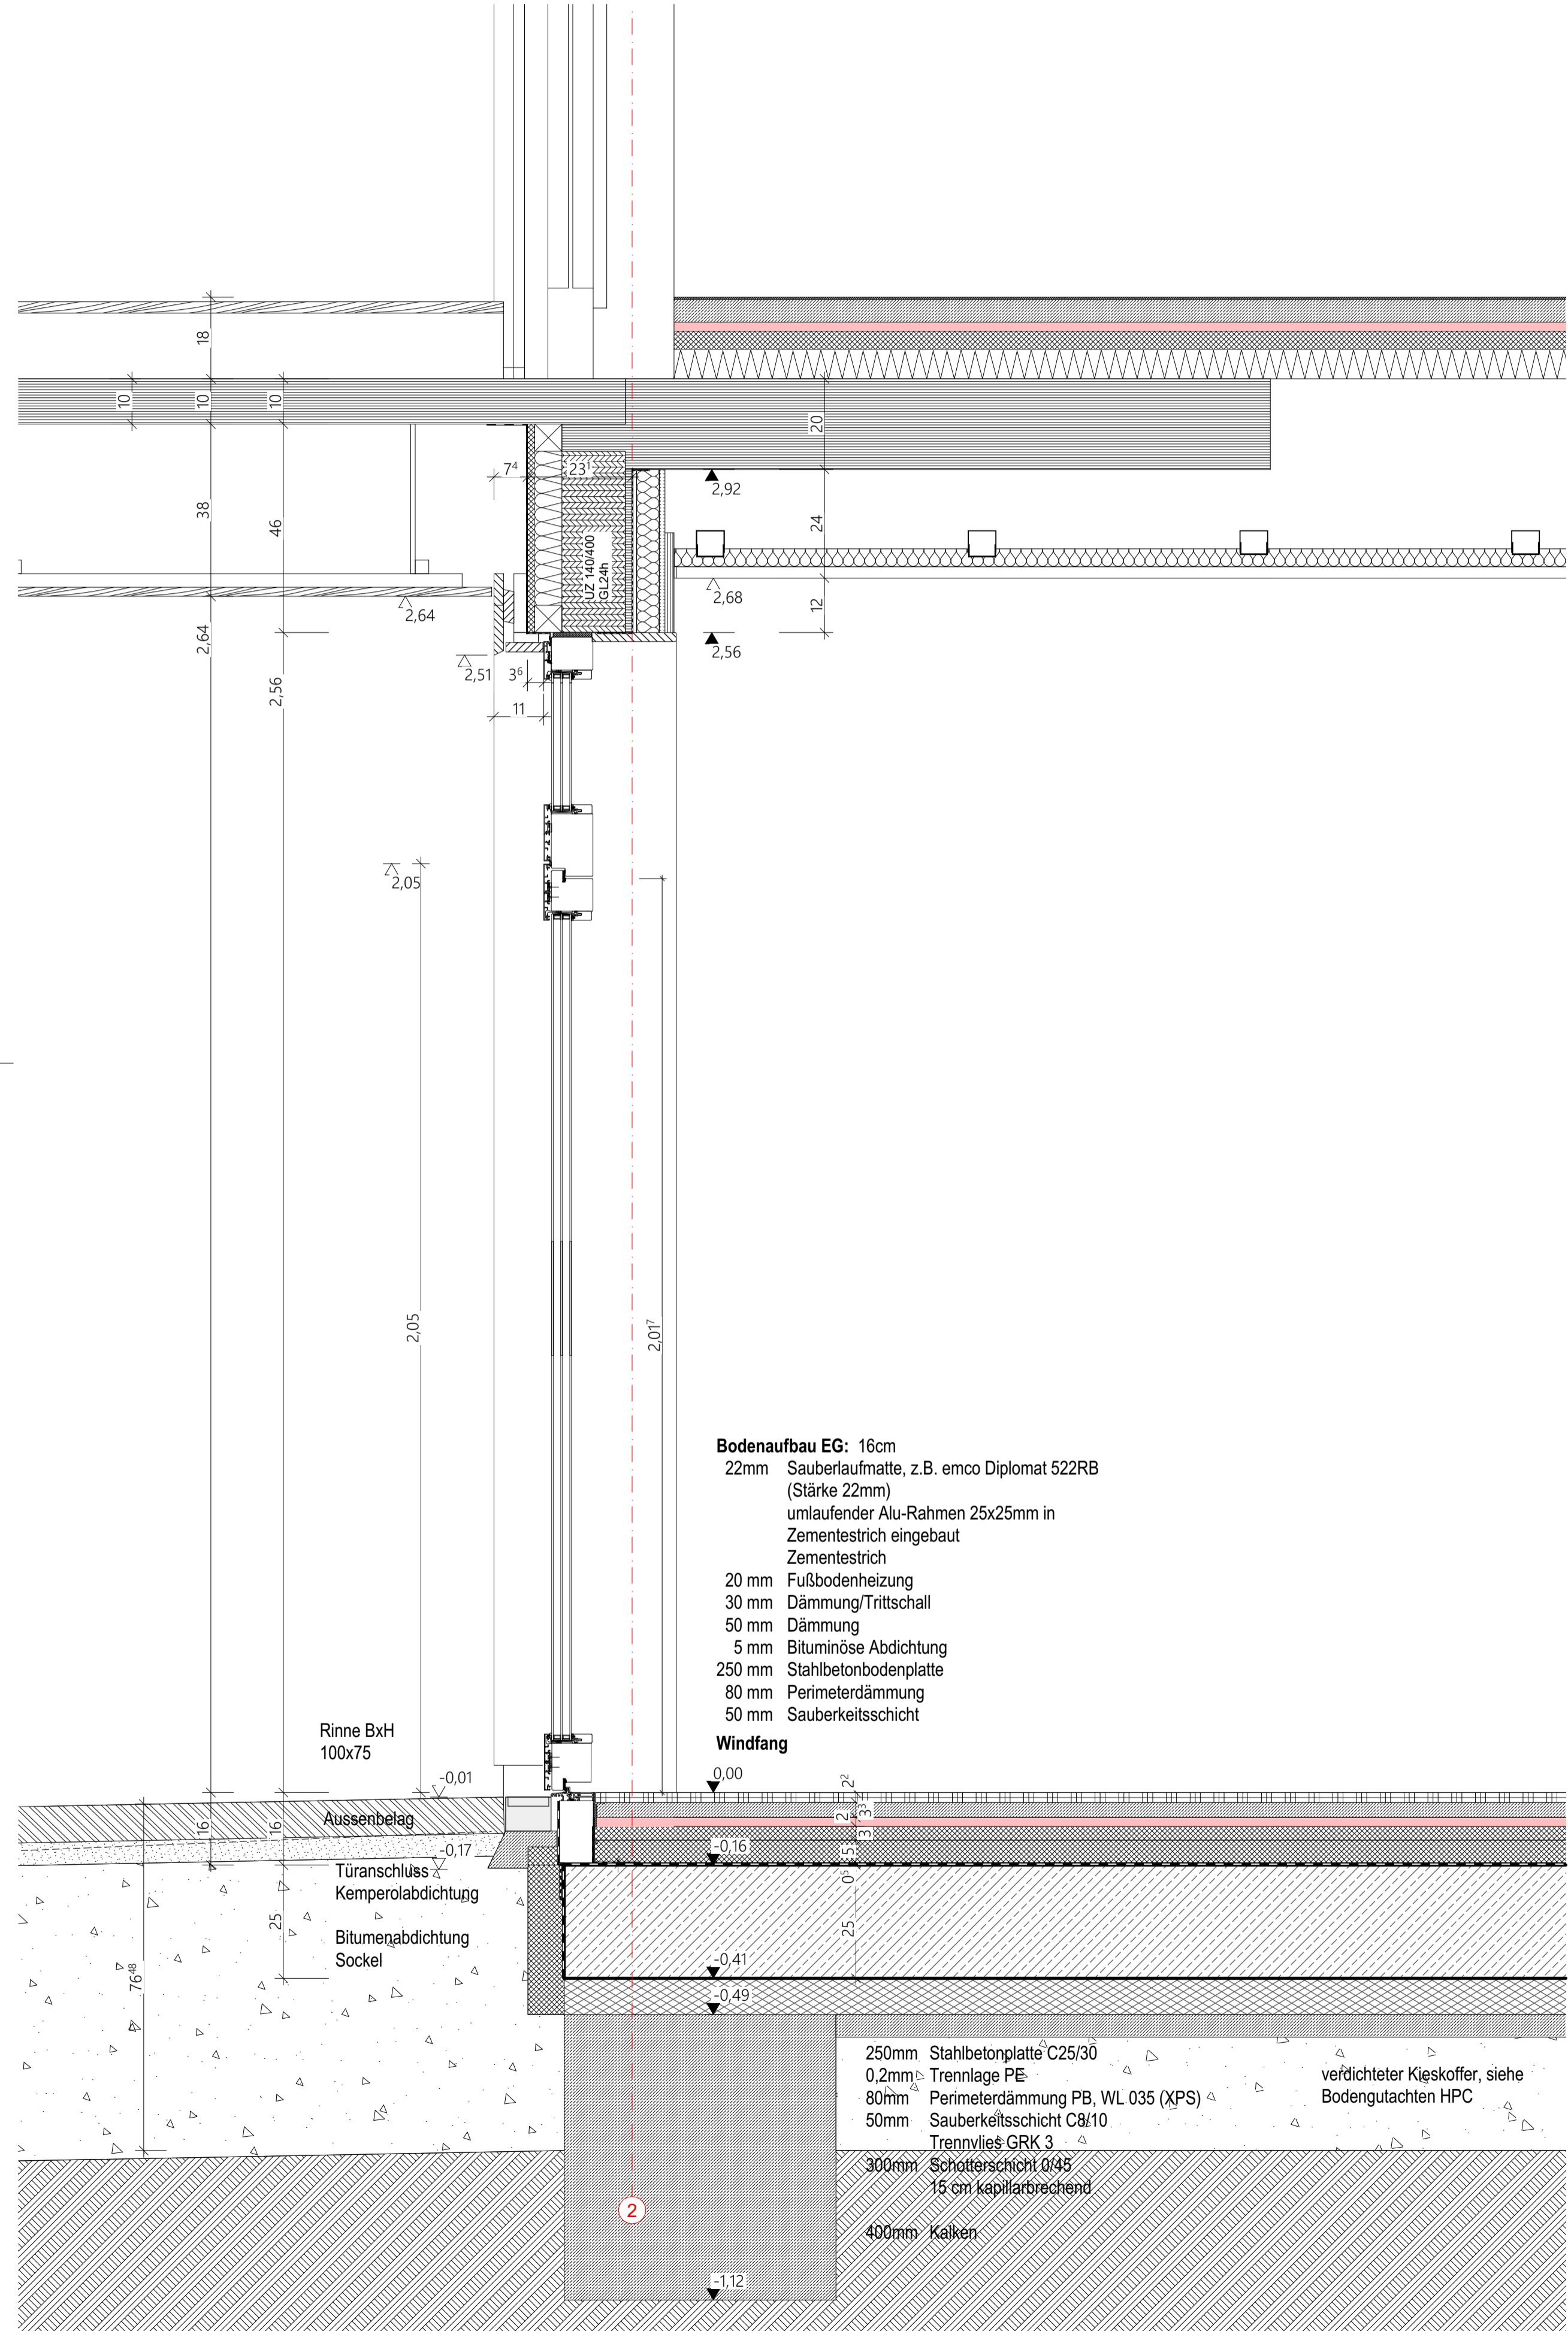 18
10
10
10
20
7⁴
23¹
2,92
38
46
24
UZ 140/400
GL24h
2,68
12
2,64
2,64
2,56
2,51
3⁶
2,56
11
2,05
2,05
2,01⁷
Bodenaufbau EG: 16cm
22mm Sauberlaufmatte, z.B. emco Diplomat 522RB
(Stärke 22mm)
umlaufender Alu-Rahmen 25x25mm in
Zementestrich eingebaut
Zementestrich
20 mm Fußbodenheizung
30 mm Dämmung/Trittschall
50 mm Dämmung
5 mm Bituminöse Abdichtung
250 mm Stahlbetonbodenplatte
80 mm Perimeterdämmung
50 mm Sauberkeitsschicht
Windfang
Rinne BxH
100x75
-0,01
0,00
2²
Aussenbelag
16
16
2
3³
3
-0,17
-0,16
5
0⁵
Türanschluss
Kemperolabdichtung
25
25
Bitumenabdichtung
Sockel
-0,41
76⁴⁸
-0,49
250mm Stahlbetonplatte C25/30
0,2mm Trennlage PE
80mm Perimeterdämmung PB, WL 035 (XPS)
50mm Sauberkeitsschicht C8/10
Trennvlies GRK 3
300mm Schotterschicht 0/45
15 cm kapillarbrechend
400mm Kalken
verdichteter Kieskoffer, siehe
Bodengutachten HPC
2
-1,12